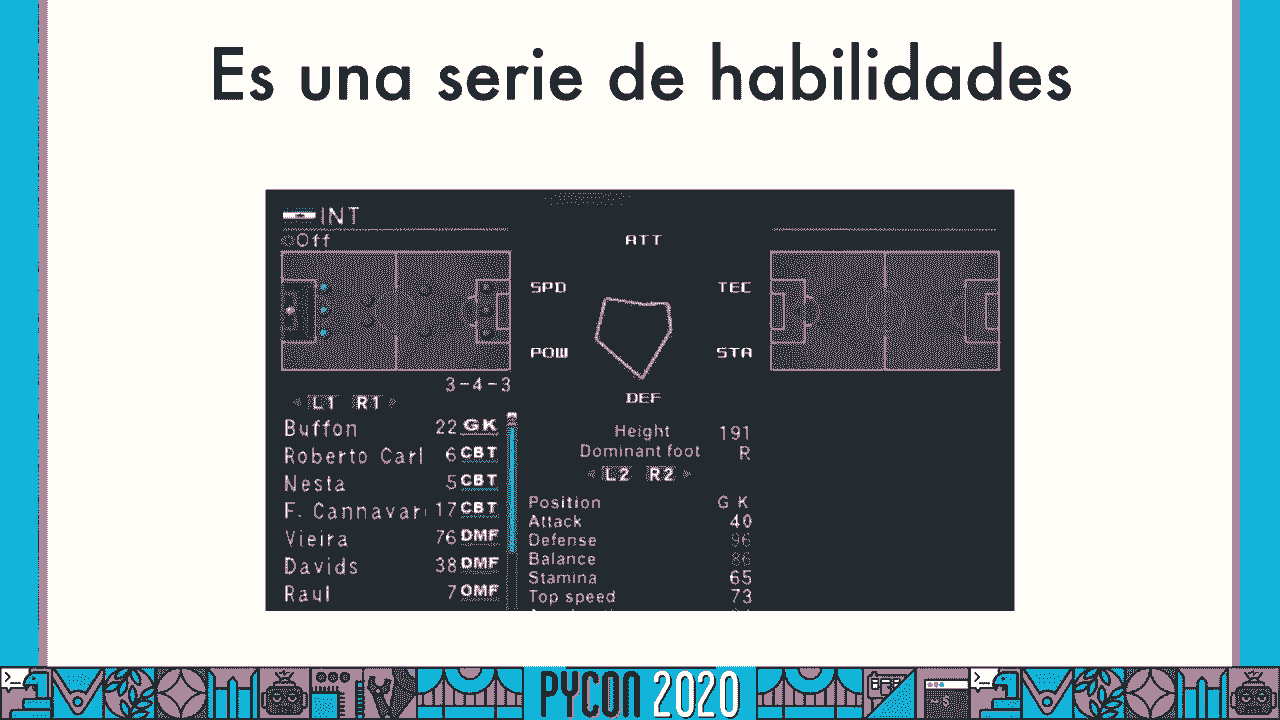 Es una serie de habilidades
INT
Off
ATT
SPD
TEC
POW
STA
DEF
3-4-3
L1 R1
Buffon 22 GK
Roberto Carl 6 CBT
Nesta 5 CBT
F. Cannavar 17 CBT
Vieira 76 DMF
Davids 38 DMF
Raul 7 OMF
Height 191
Dominant foot R
L2 R2
Position GK
Attack 40
Defense 96
Balance 86
Stamina 65
Top speed 73
PYCON 2020